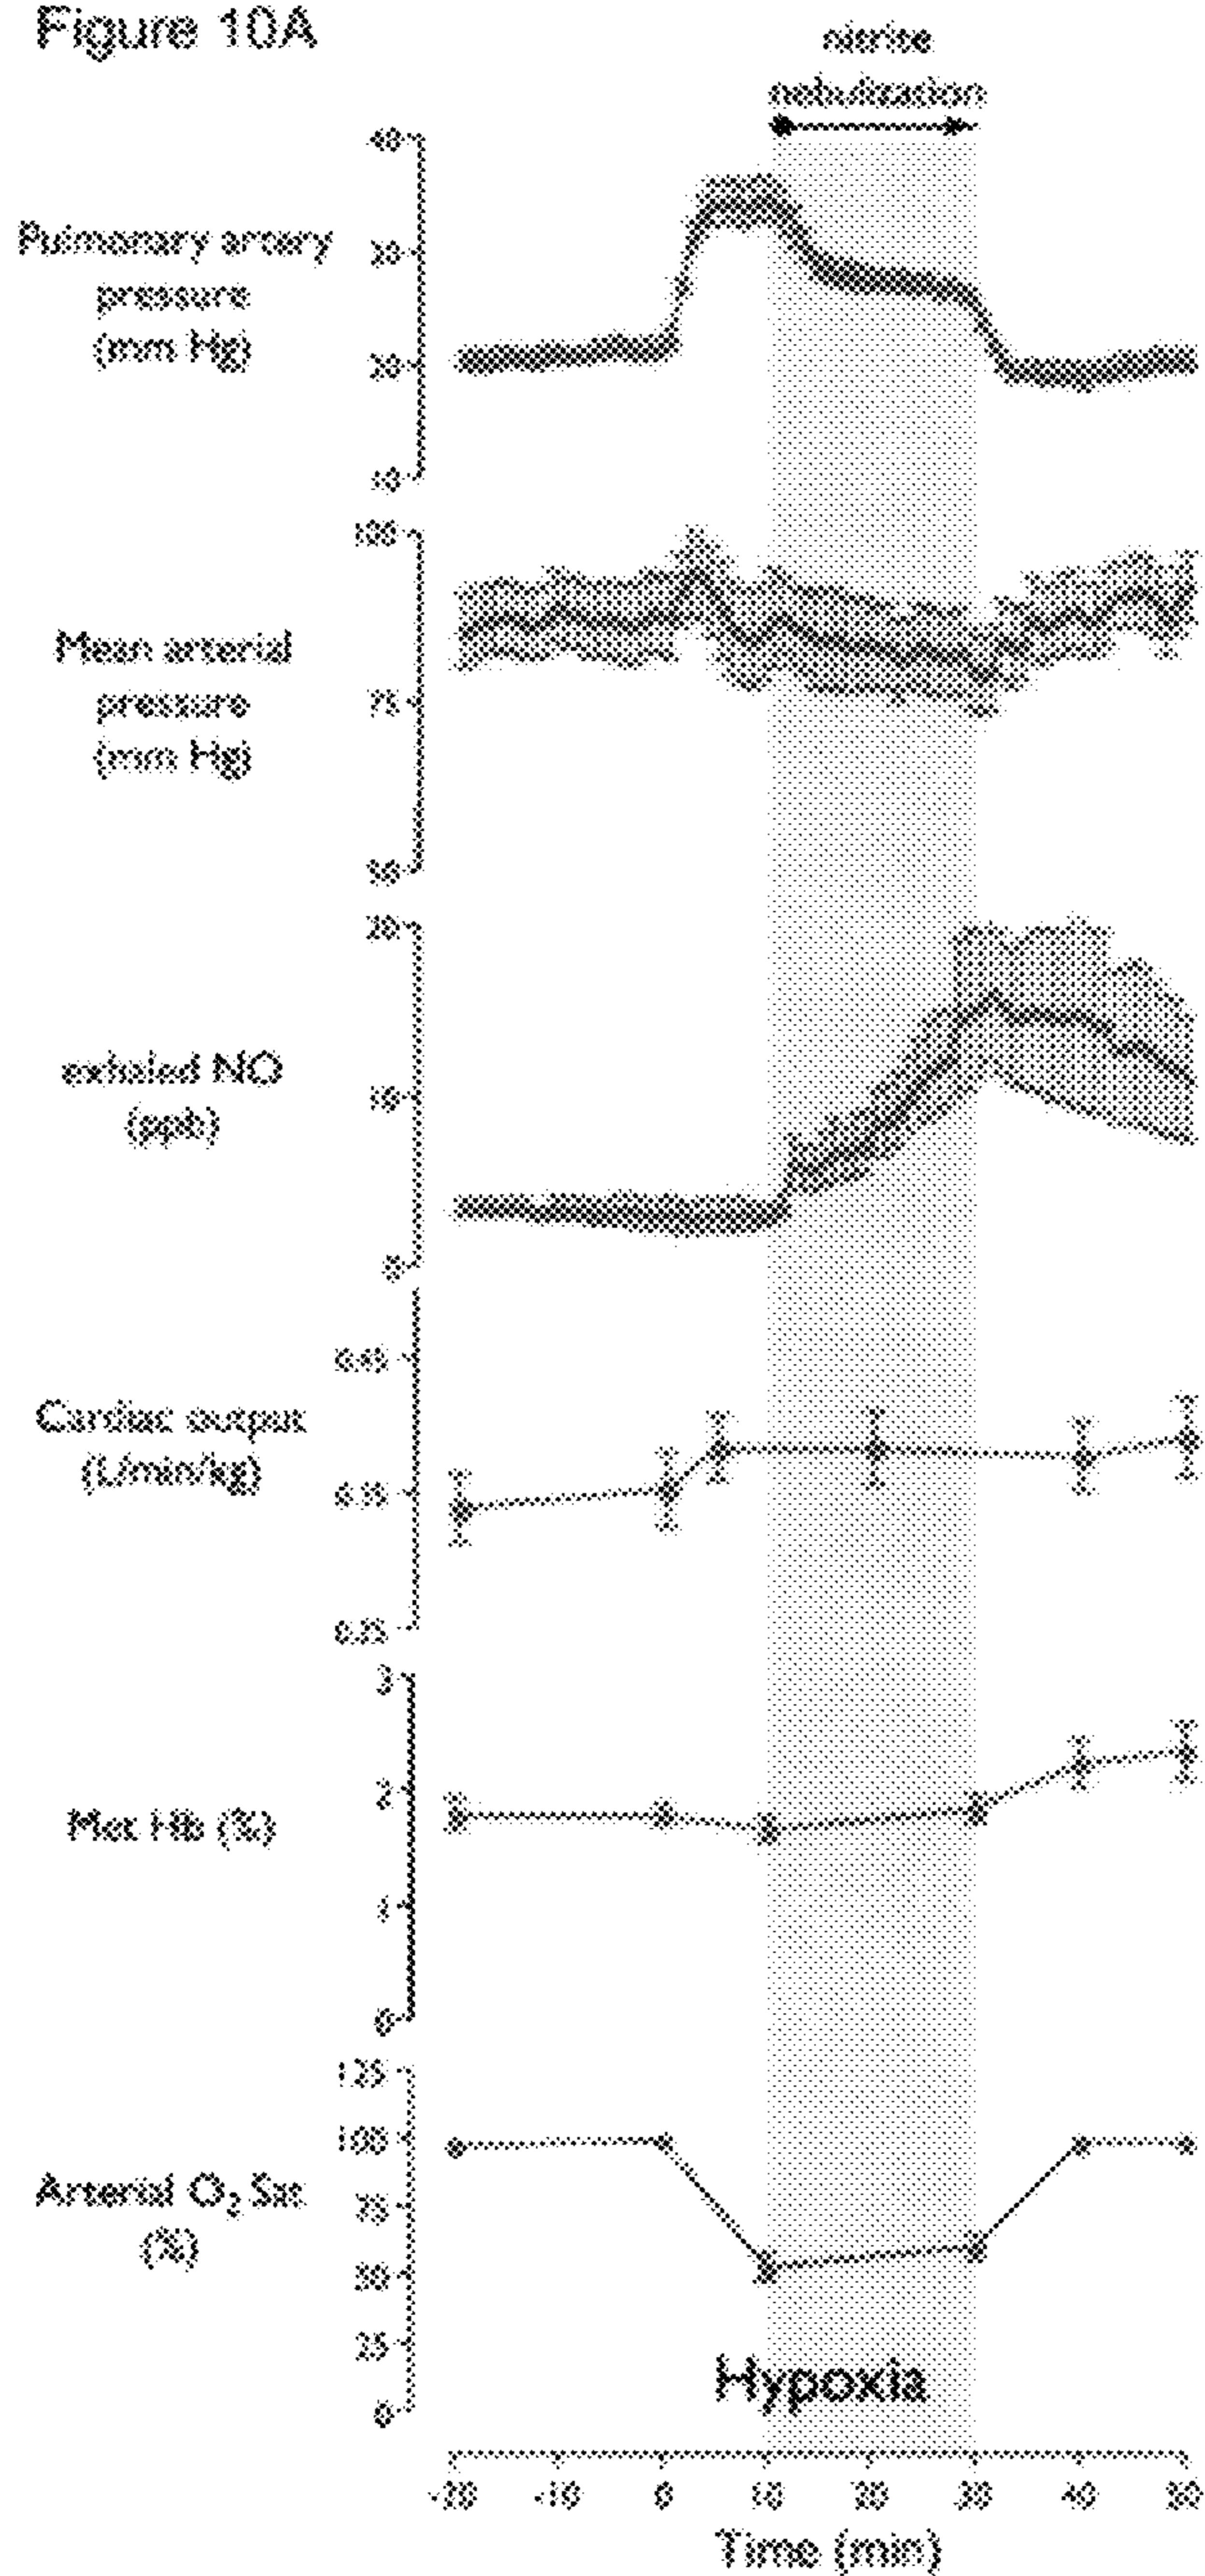 Figure 10A
nitrite
nebulization
40
30
20
10
Pulmonary artery
pressure
(mm Hg)
100
75
50
Mean arterial
pressure
(mm Hg)
20
10
0
exhaled NO
(ppb)
0.45
0.35
0.25
Cardiac output
(L/min/kg)
3
2
1
0
Met Hb (%)
125
100
75
50
25
0
Arterial O₂ Sat
(%)
Hypoxia
-20 -10 0 10 20 30 40 50
Time (min)